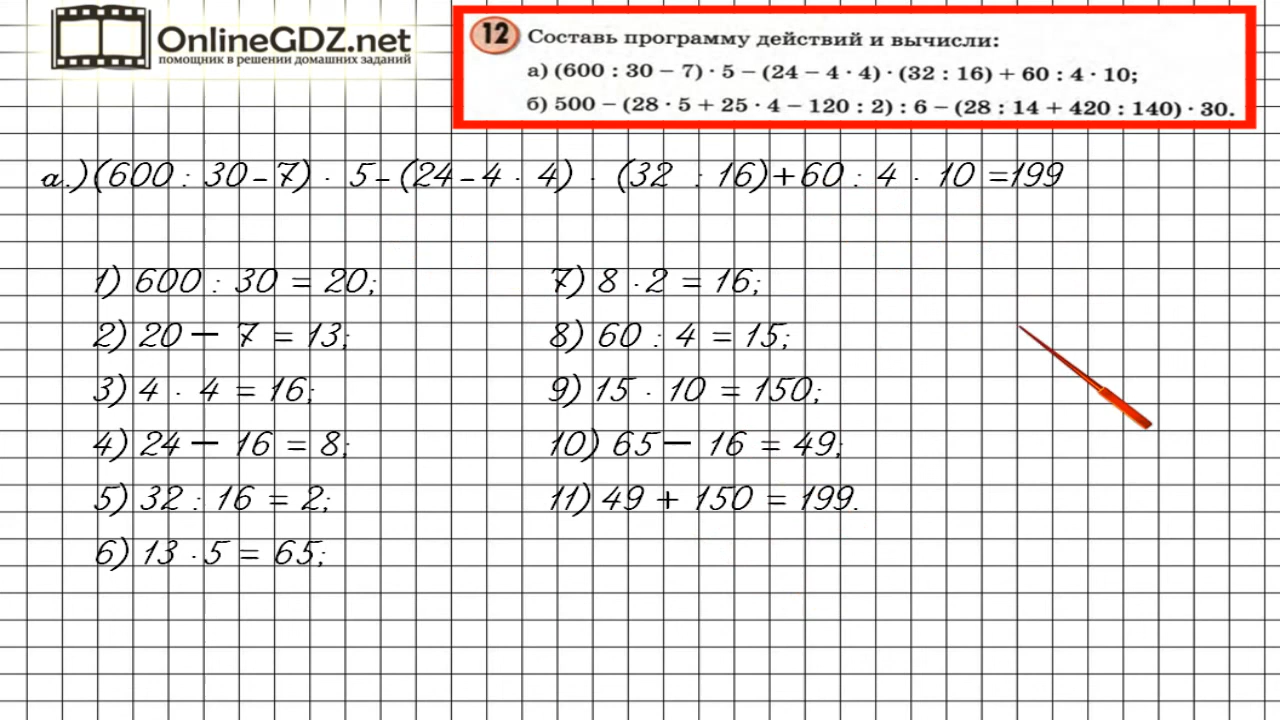 OnlineGDZ.net
помощник в решении домашних заданий
12 Составь программу действий и вычисли:
а) (600 : 30 − 7) · 5 − (24 − 4 · 4) · (32 : 16) + 60 : 4 · 10;
б) 500 − (28 · 5 + 25 · 4 − 120 : 2) : 6 − (28 : 14 + 420 : 140) · 30.
а.) (600 : 30 - 7) · 5 - (24 - 4 · 4) · (32 : 16) + 60 : 4 · 10 = 199
1) 600 : 30 = 20;
2) 20 − 7 = 13;
3) 4 · 4 = 16;
4) 24 − 16 = 8;
5) 32 : 16 = 2;
6) 13 · 5 = 65;
7) 8 · 2 = 16;
8) 60 : 4 = 15;
9) 15 · 10 = 150;
10) 65 − 16 = 49;
11) 49 + 150 = 199.